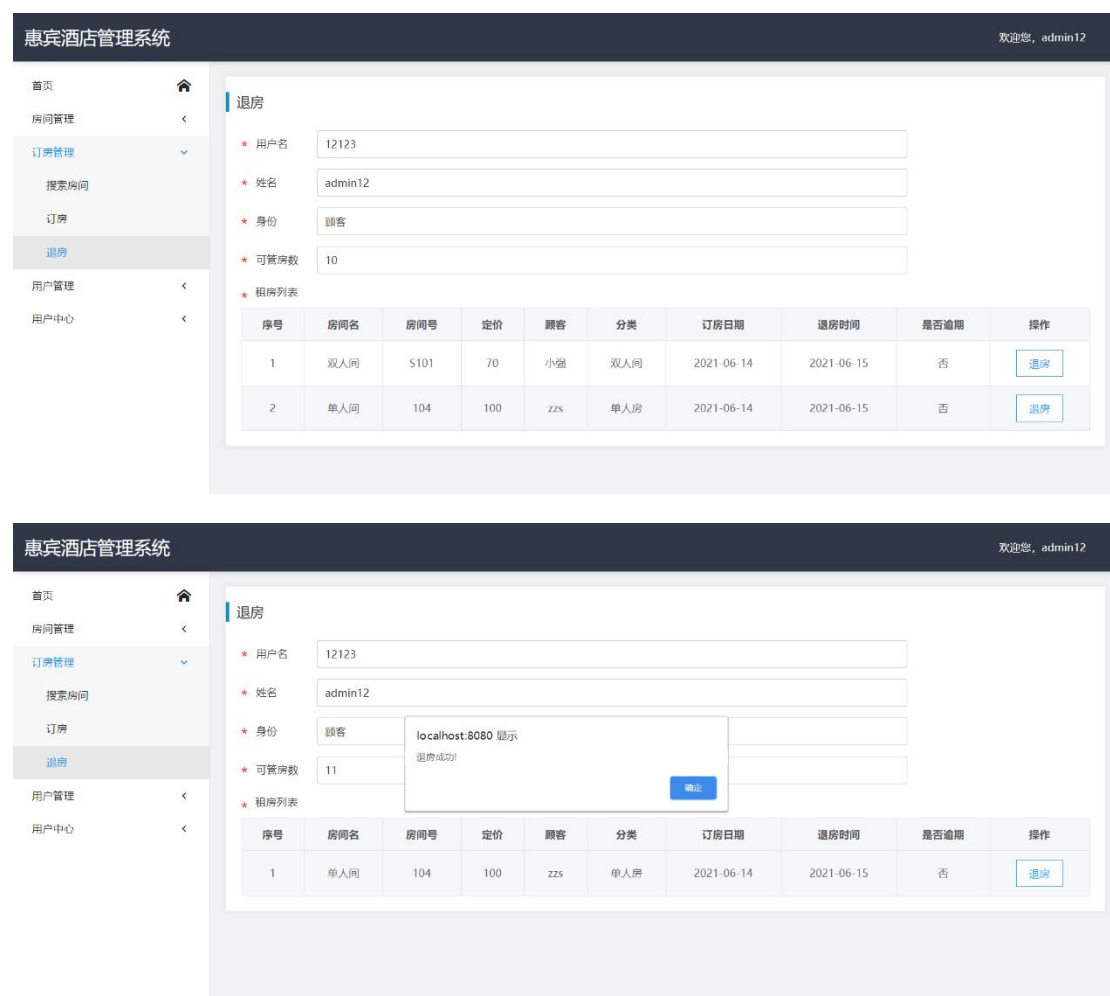 惠宾酒店管理系统 欢迎您，admin12
首页
房间管理
订房管理
搜索房间
订房
退房
用户管理
用户中心
退房
* 用户名 12123
* 姓名 admin12
* 身份 顾客
* 可管房数 10
* 租房列表
序号 房间名 房间号 定价 顾客 分类 订房日期 退房时间 是否逾期 操作
1 双人间 S101 70 小强 双人间 2021-06-14 2021-06-15 否 退房
2 单人间 104 100 zzs 单人房 2021-06-14 2021-06-15 否 退房
惠宾酒店管理系统 欢迎您，admin12
首页
房间管理
订房管理
搜索房间
订房
退房
用户管理
用户中心
退房
* 用户名 12123
* 姓名 admin12
* 身份 顾客
* 可管房数 11
* 租房列表
localhost:8080 显示
退房成功!
确定
序号 房间名 房间号 定价 顾客 分类 订房日期 退房时间 是否逾期 操作
1 单人间 104 100 zzs 单人房 2021-06-14 2021-06-15 否 退房